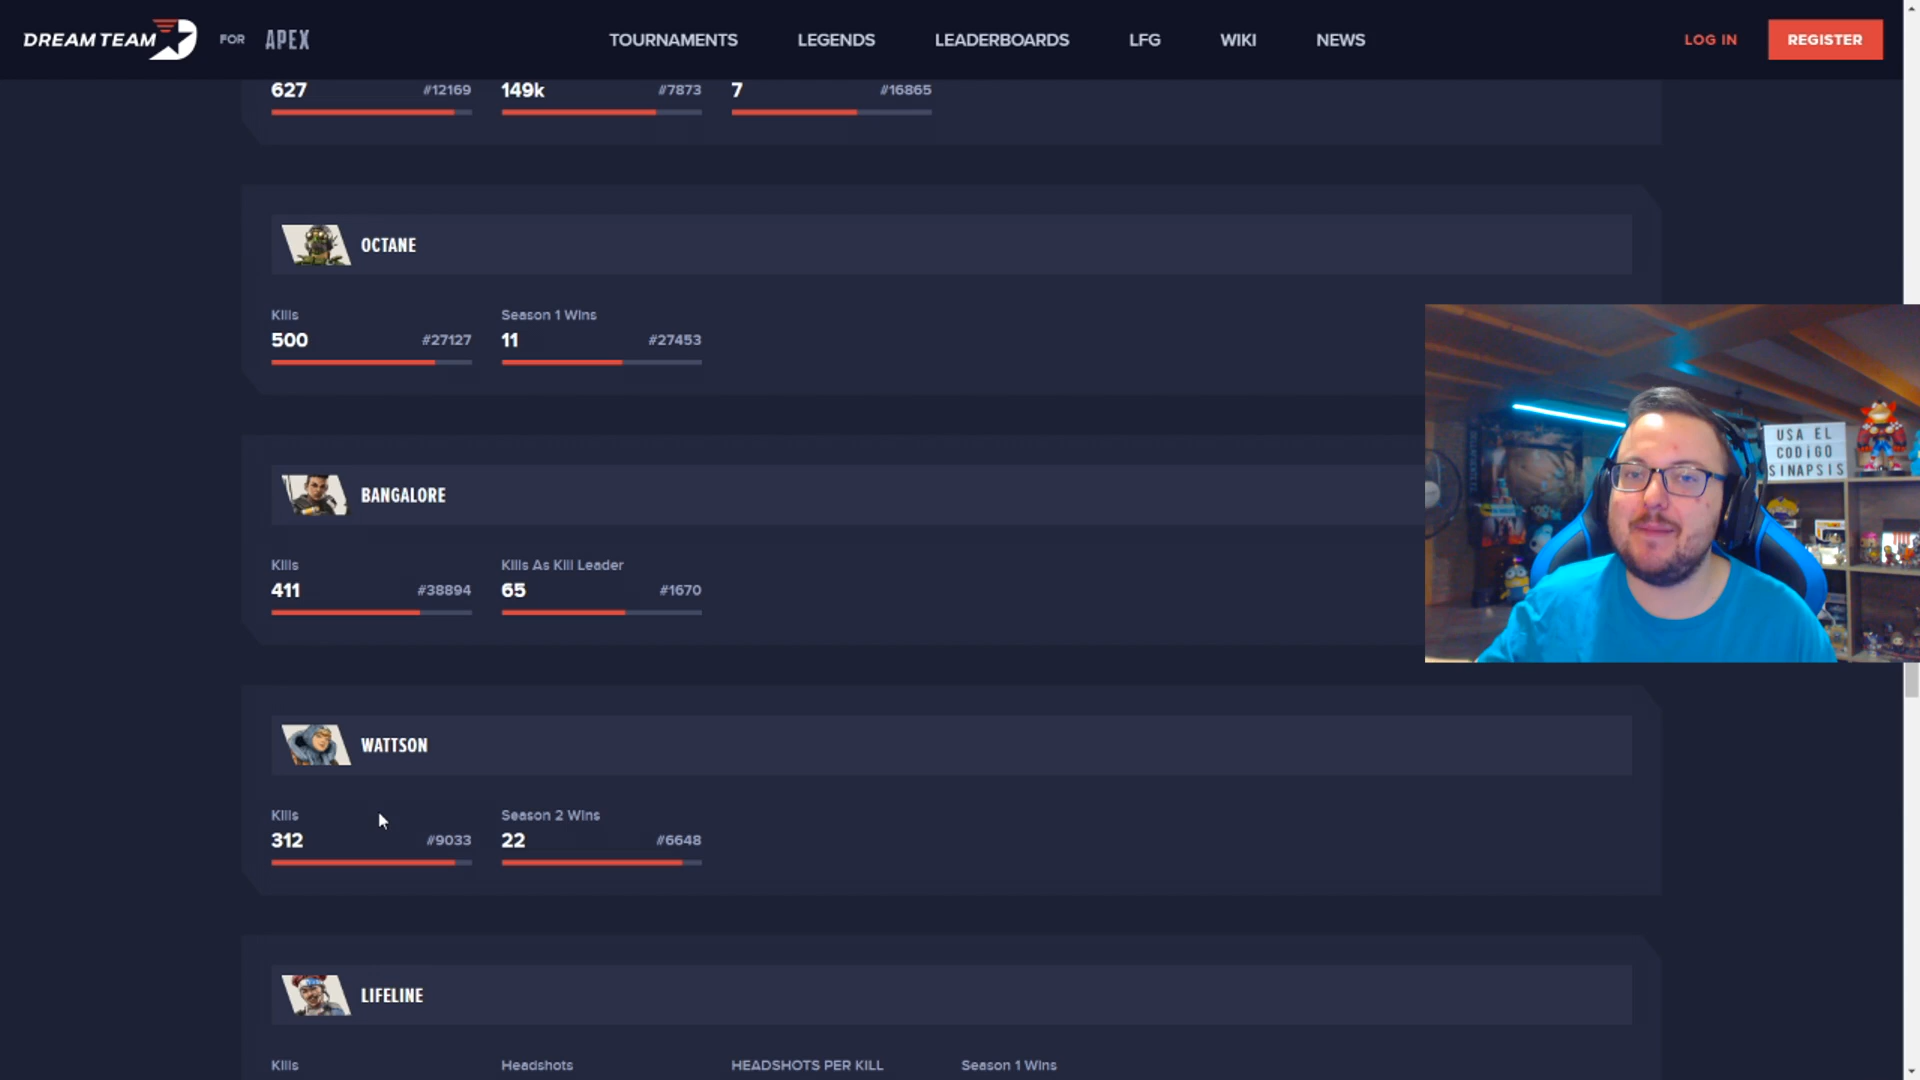 DREAM TEAM FOR APEX TOURNAMENTS LEGENDS LEADERBOARDS LFG WIKI NEWS LOG IN REGISTER
627 #12169 149k #7873 7 #16865
OCTANE
Kills Season 1 Wins
500 #27127 11 #27453
BANGALORE
Kills Kills As Kill Leader
411 #38894 65 #1670
USA EL
CODIGO
SINAPSIS
WATTSON
Kills Season 2 Wins
312 #9033 22 #6648
LIFELINE
Kills Headshots HEADSHOTS PER KILL Season 1 Wins